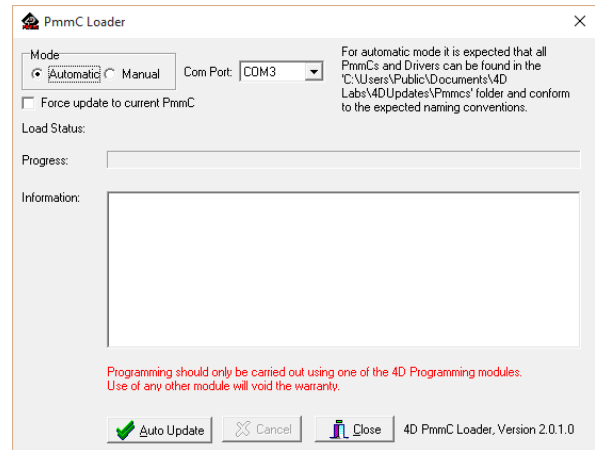 PmmC Loader
Mode
Automatic Manual Com Port: COM3
For automatic mode it is expected that all
PmmCs and Drivers can be found in the
'C:\Users\Public\Documents\4D
Labs\4DUpdates\Pmmcs' folder and conform
to the expected naming conventions.
Force update to current PmmC
Load Status:
Progress:
Information:
Programming should only be carried out using one of the 4D Programming modules.
Use of any other module will void the warranty.
Auto Update Cancel Close 4D PmmC Loader, Version 2.0.1.0